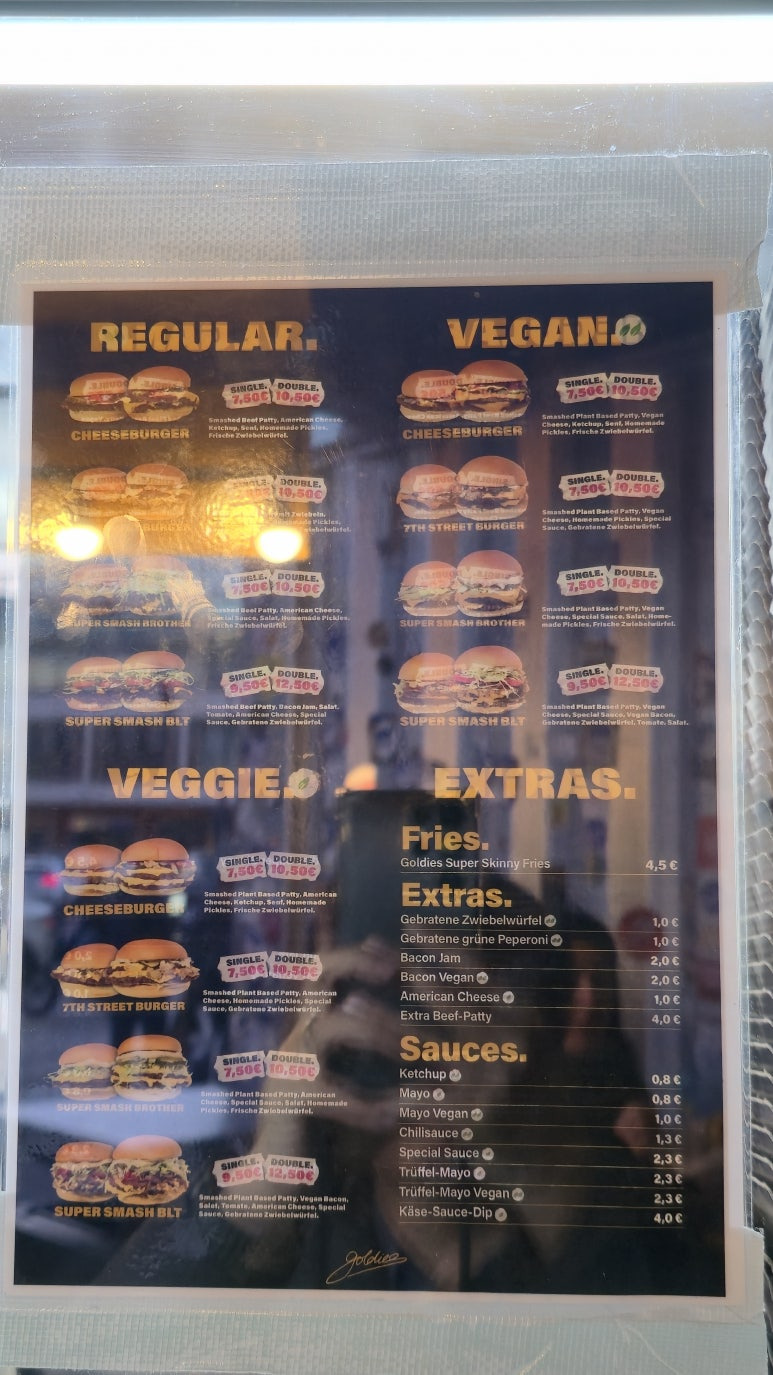 REGULAR.
SINGLE. DOUBLE.
7,50€ 10,50€
CHEESEBURGER
Smashed Beef Patty, American Cheese,
Ketchup, Senf, Homemade Pickles,
Frische Zwiebelwürfel.
DOUBLE.
10,50€
SUPER SMASH BROTHER
SINGLE. DOUBLE.
7,50€ 10,50€
Smashed Beef Patty, American Cheese,
Special Sauce, Salat, Homemade Pickles,
Frische Zwiebelwürfel.
SUPER SMASH BLT
SINGLE. DOUBLE.
9,50€ 12,50€
Smashed Beef Patty, Bacon Jam, Salat,
Tomate, American Cheese, Special
Sauce, Gebratene Zwiebelwürfel.
VEGAN.
CHEESEBURGER
SINGLE. DOUBLE.
7,50€ 10,50€
Smashed Plant Based Patty, Vegan
Cheese, Ketchup, Senf, Homemade
Pickles, Frische Zwiebelwürfel.
7TH STREET BURGER
SINGLE. DOUBLE.
7,50€ 10,50€
Smashed Plant Based Patty, Vegan
Cheese, Homemade Pickles, Special
Sauce, Gebratene Zwiebelwürfel.
SUPER SMASH BROTHER
SINGLE. DOUBLE.
7,50€ 10,50€
Smashed Plant Based Patty, Vegan
Cheese, Special Sauce, Salat, Home-
made Pickles, Frische Zwiebelwürfel.
SUPER SMASH BLT
SINGLE. DOUBLE.
9,50€ 12,50€
Smashed Plant Based Patty, Vegan
Cheese, Special Sauce, Vegan Bacon,
Gebratene Zwiebelwürfel, Tomate, Salat.
VEGGIE.
CHEESEBURGER
SINGLE. DOUBLE.
7,50€ 10,50€
Smashed Plant Based Patty, American
Cheese, Ketchup, Senf, Homemade
Pickles, Frische Zwiebelwürfel.
7TH STREET BURGER
SINGLE. DOUBLE.
7,50€ 10,50€
Smashed Plant Based Patty, American
Cheese, Homemade Pickles, Special
Sauce, Gebratene Zwiebelwürfel.
SUPER SMASH BROTHER
SINGLE. DOUBLE.
7,50€ 10,50€
Smashed Plant Based Patty, American
Cheese, Special Sauce, Salat, Homemade
Pickles, Frische Zwiebelwürfel.
SUPER SMASH BLT
SINGLE. DOUBLE.
9,50€ 12,50€
Smashed Plant Based Patty, Vegan Bacon,
Salat, Tomate, American Cheese, Special
Sauce, Gebratene Zwiebelwürfel.
EXTRAS.
Fries.
Goldies Super Skinny Fries 4,5 €
Extras.
Gebratene Zwiebelwürfel 1,0 €
Gebratene grüne Peperoni 1,0 €
Bacon Jam 2,0 €
Bacon Vegan 2,0 €
American Cheese 1,0 €
Extra Beef-Patty 4,0 €
Sauces.
Ketchup 0,8 €
Mayo 0,8 €
Mayo Vegan 1,0 €
Chilisauce 1,3 €
Special Sauce 2,3 €
Trüffel-Mayo 2,3 €
Trüffel-Mayo Vegan 2,3 €
Käse-Sauce-Dip 4,0 €
goldies